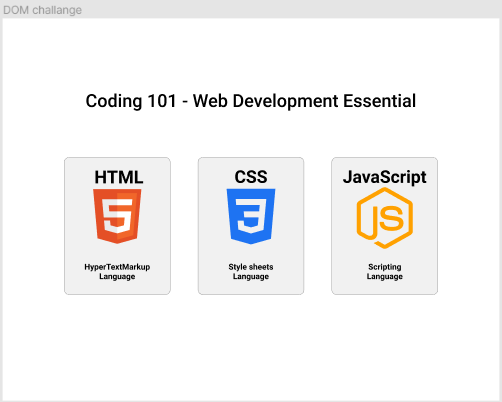 DOM challange
Coding 101 - Web Development Essential
HTML
5
HyperTextMarkup
Language
CSS
3
Style sheets
Language
JavaScript
JS
Scripting
Language